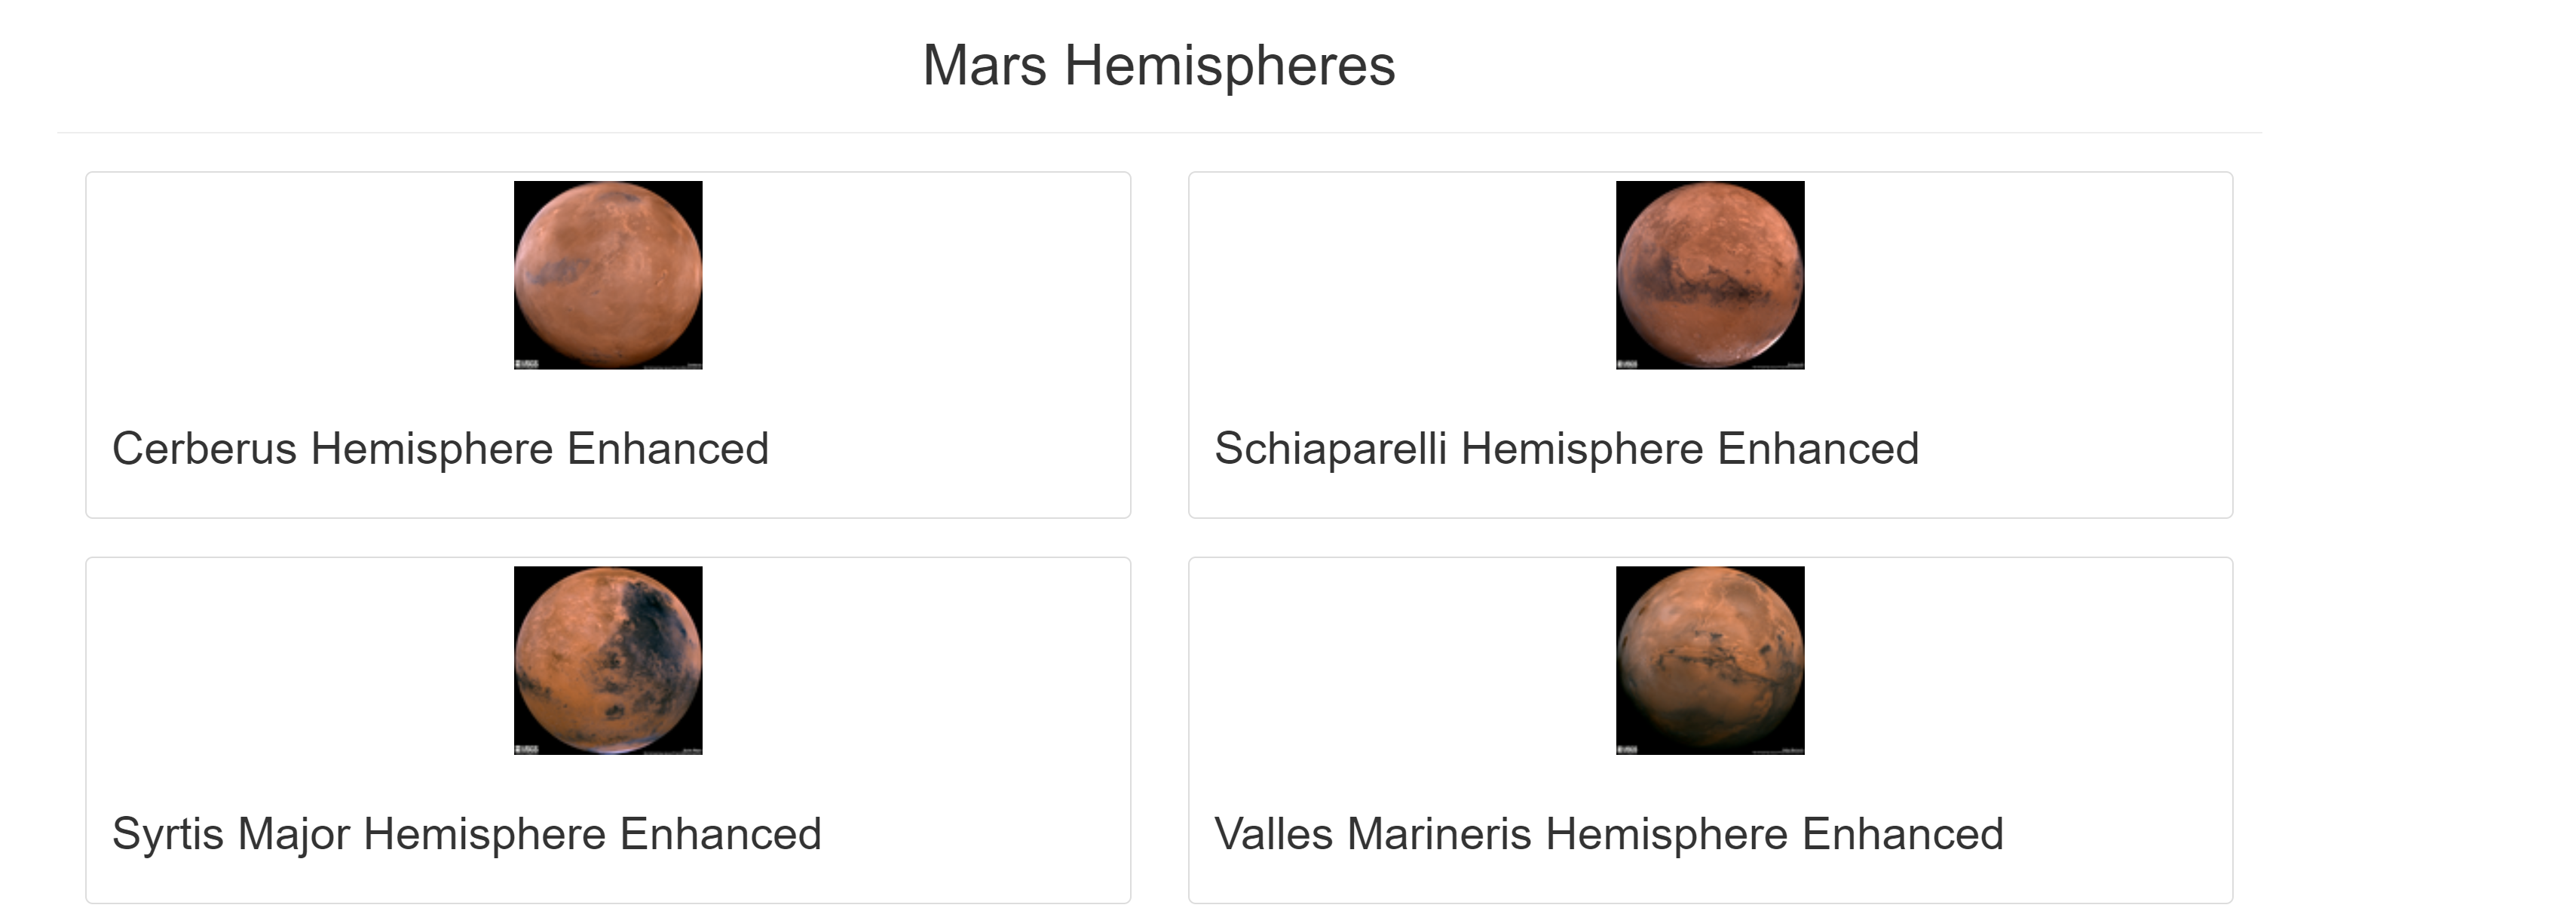 Mars Hemispheres
Cerberus Hemisphere Enhanced
Schiaparelli Hemisphere Enhanced
Syrtis Major Hemisphere Enhanced
Valles Marineris Hemisphere Enhanced